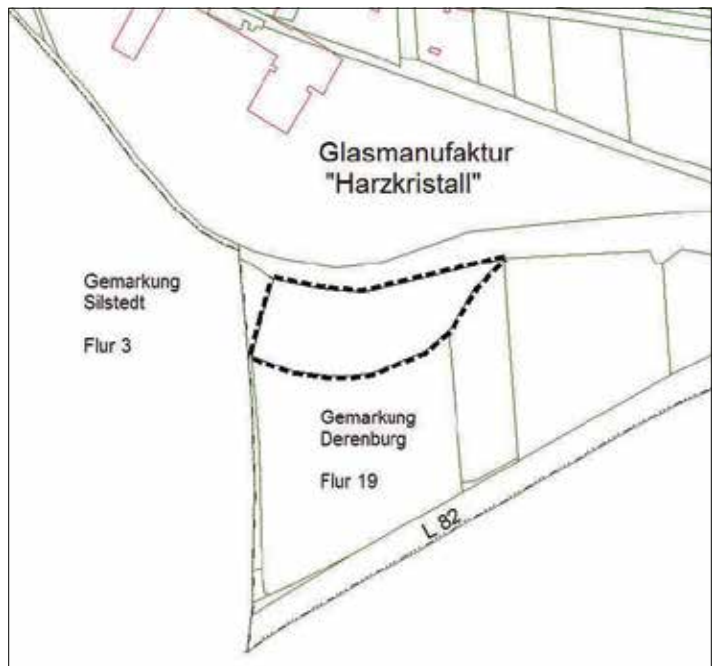 Glasmanufaktur
"Harzkristall"
Gemarkung
Silstedt
Flur 3
Gemarkung
Derenburg
Flur 19
L 82